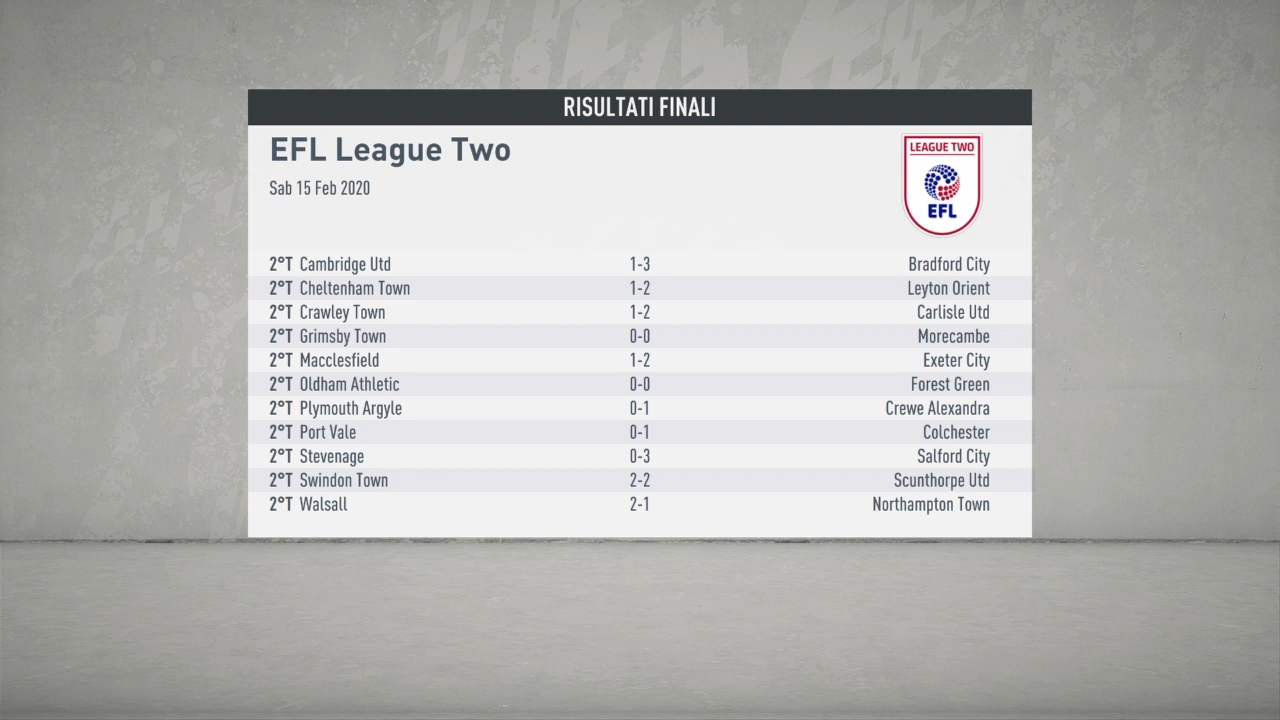 RISULTATI FINALI
EFL League Two
LEAGUE TWO
EFL
Sab 15 Feb 2020
2°T Cambridge Utd 1-3 Bradford City
2°T Cheltenham Town 1-2 Leyton Orient
2°T Crawley Town 1-2 Carlisle Utd
2°T Grimsby Town 0-0 Morecambe
2°T Macclesfield 1-2 Exeter City
2°T Oldham Athletic 0-0 Forest Green
2°T Plymouth Argyle 0-1 Crewe Alexandra
2°T Port Vale 0-1 Colchester
2°T Stevenage 0-3 Salford City
2°T Swindon Town 2-2 Scunthorpe Utd
2°T Walsall 2-1 Northampton Town